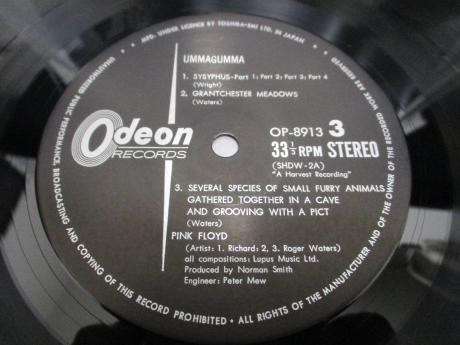 MFD. UNDER LICENCE BY TOSHIBA-EMI LTD. IN JAPAN
UNAUTHORISED PUBLIC PERFORMANCE, BROADCASTING AND COPYING OF THIS RECORD PROHIBITED • ALL RIGHTS OF THE MANUFACTURER AND OF THE OWNER OF THE RECORDED WORK ARE RESERVED
UMMAGUMMA
1. SYSYPHUS-Part 1; Part 2; Part 3; Part 4
(Wright)
2. GRANTCHESTER MEADOWS
(Waters)
Odeon
RECORDS
OP-8913 3
33 1/3 RPM STEREO
(SHDW-2A)
"A Harvest Recording"
3. SEVERAL SPECIES OF SMALL FURRY ANIMALS
GATHERED TOGETHER IN A CAVE
AND GROOVING WITH A PICT
(Waters)
PINK FLOYD
(Artist: 1. Richard: 2, 3. Roger Waters)
all compositions: Lupus Music Ltd.
Produced by Norman Smith
Engineer: Peter Mew